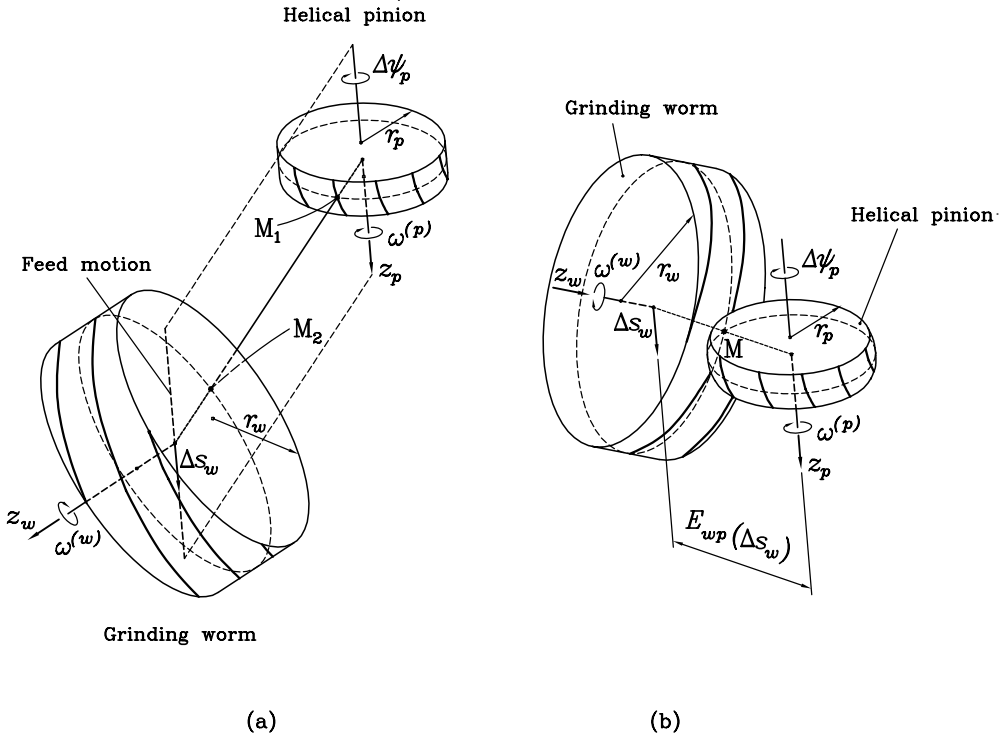 Helical pinion
Δψp
rp
M1
ω(p)
zp
Feed motion
M2
rw
Δsw
zw
ω(w)
Grinding worm
(a)
Grinding worm
Helical pinion
zw
ω(w)
rw
Δψp
Δsw
rp
M
ω(p)
zp
Ewp(Δsw)
(b)